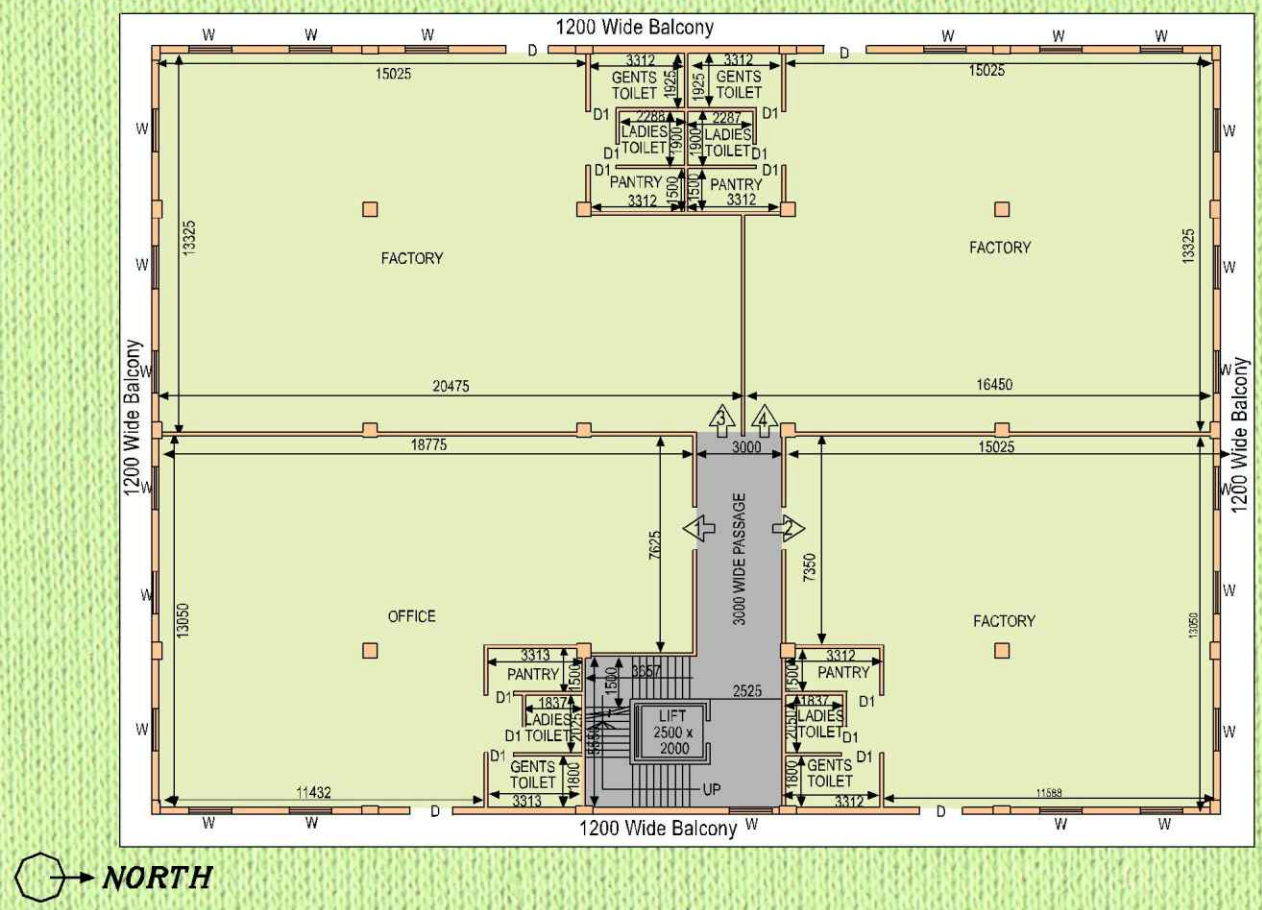 1200 Wide Balcony
W W W D D W W W
15025 3312 3312 15025
GENTS TOILET 1925 1925 GENTS TOILET
D1 D1
W 2288 2287 W
LADIES TOILET 1900 1900 LADIES TOILET
D1 D1
D1 D1
PANTRY 1500 1500 PANTRY
3312 3312
13325 13325
FACTORY FACTORY
W W
1200 Wide Balcony 1200 Wide Balcony
W W
20475 16450
3 4
18775 3000 15025
W W
1 2
7625 3000 WIDE PASSAGE 7350
W W
13050 13050
OFFICE FACTORY
3313 3312
PANTRY 1500 1500 PANTRY
3657
1500
2525
D1 D1
1837 1837
LADIES TOILET 2025 2050 LADIES TOILET
D1 D1
LIFT
2500 x
2000
W W
D1 D1
GENTS TOILET 1800 1800 GENTS TOILET
UP
3313 3312
11432
W W D W D W W
1200 Wide Balcony
NORTH